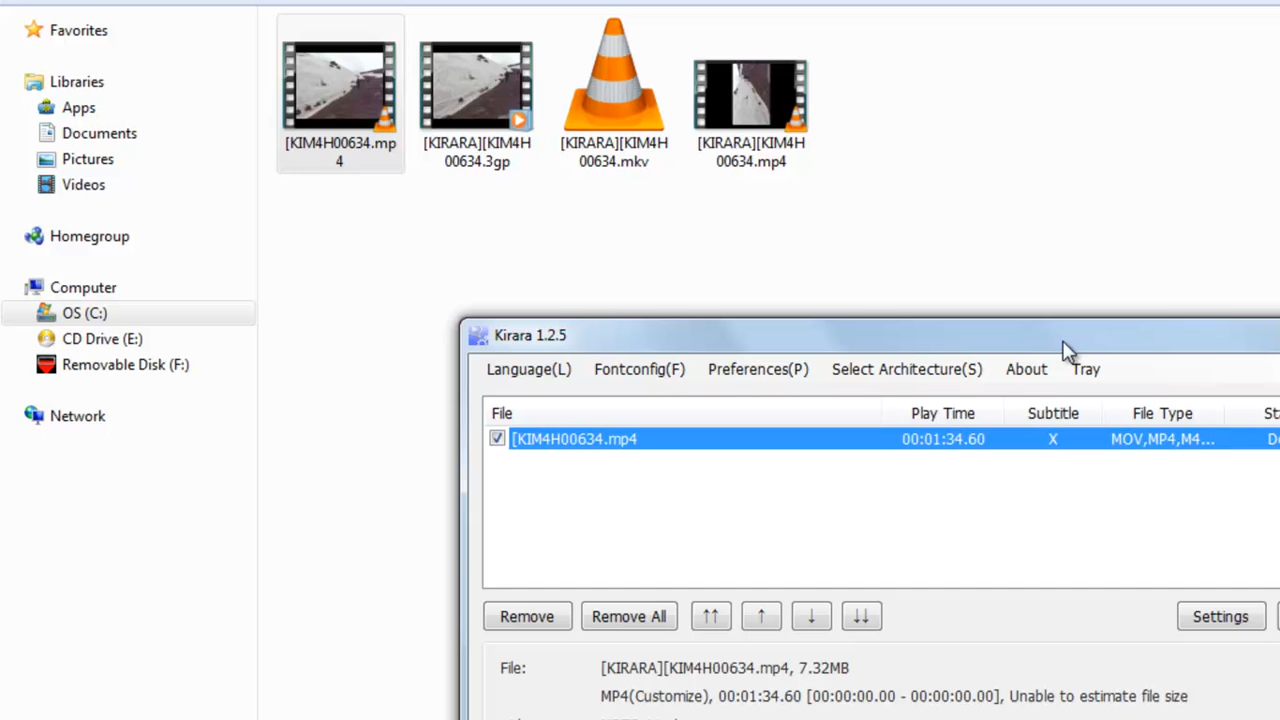 Favorites
Libraries
Apps
Documents
Pictures
Videos
Homegroup
Computer
OS (C:)
CD Drive (E:)
Removable Disk (F:)
Network
[KIM4H00634.mp
4
[KIRARA][KIM4H
00634.3gp
[KIRARA][KIM4H
00634.mkv
[KIRARA][KIM4H
00634.mp4
Kirara 1.2.5
Language(L) Fontconfig(F) Preferences(P) Select Architecture(S) About Tray
File Play Time Subtitle File Type
[KIM4H00634.mp4 00:01:34.60 X MOV,MP4,M4...
Remove Remove All ↑↑ ↑ ↓ ↓↓ Settings
File: [KIRARA][KIM4H00634.mp4, 7.32MB
MP4(Customize), 00:01:34.60 [00:00:00.00 - 00:00:00.00], Unable to estimate file size